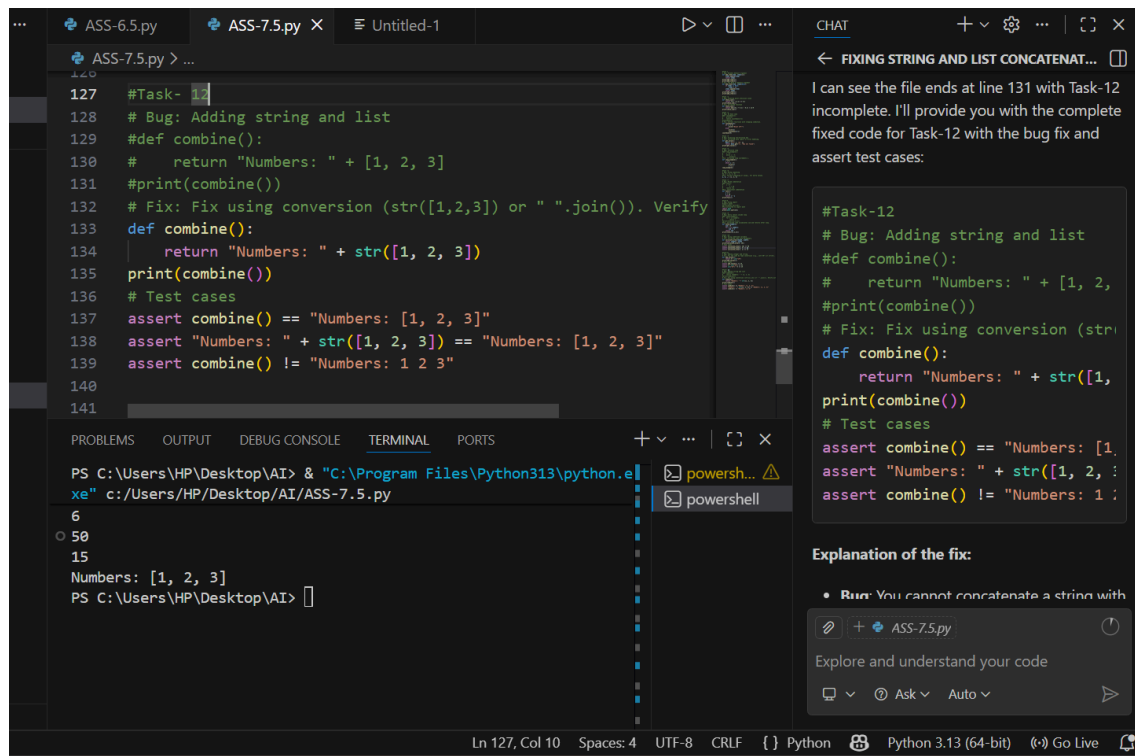 ASS-6.5.py
ASS-7.5.py
Untitled-1
ASS-7.5.py > ...
126
127 #Task- 12
128 # Bug: Adding string and list
129 #def combine():
130 #    return "Numbers: " + [1, 2, 3]
131 #print(combine())
132 # Fix: Fix using conversion (str([1,2,3]) or " ".join()). Verify
133 def combine():
134     return "Numbers: " + str([1, 2, 3])
135 print(combine())
136 # Test cases
137 assert combine() == "Numbers: [1, 2, 3]"
138 assert "Numbers: " + str([1, 2, 3]) == "Numbers: [1, 2, 3]"
139 assert combine() != "Numbers: 1 2 3"
140
141
PROBLEMS OUTPUT DEBUG CONSOLE TERMINAL PORTS
PS C:\Users\HP\Desktop\AI> & "C:\Program Files\Python313\python.e
xe" c:/Users/HP/Desktop/AI/ASS-7.5.py
6
50
15
Numbers: [1, 2, 3]
PS C:\Users\HP\Desktop\AI>
powersh...
powershell
CHAT
FIXING STRING AND LIST CONCATENAT...
I can see the file ends at line 131 with Task-12
incomplete. I'll provide you with the complete
fixed code for Task-12 with the bug fix and
assert test cases:
#Task-12
# Bug: Adding string and list
#def combine():
#    return "Numbers: " + [1, 2,
#print(combine())
# Fix: Fix using conversion (str(
def combine():
    return "Numbers: " + str([1,
print(combine())
# Test cases
assert combine() == "Numbers: [1,
assert "Numbers: " + str([1, 2, 3
assert combine() != "Numbers: 1 2
Explanation of the fix:
• Bug: You cannot concatenate a string with
ASS-7.5.py
Explore and understand your code
Ask Auto
Ln 127, Col 10 Spaces: 4 UTF-8 CRLF {} Python Python 3.13 (64-bit) Go Live